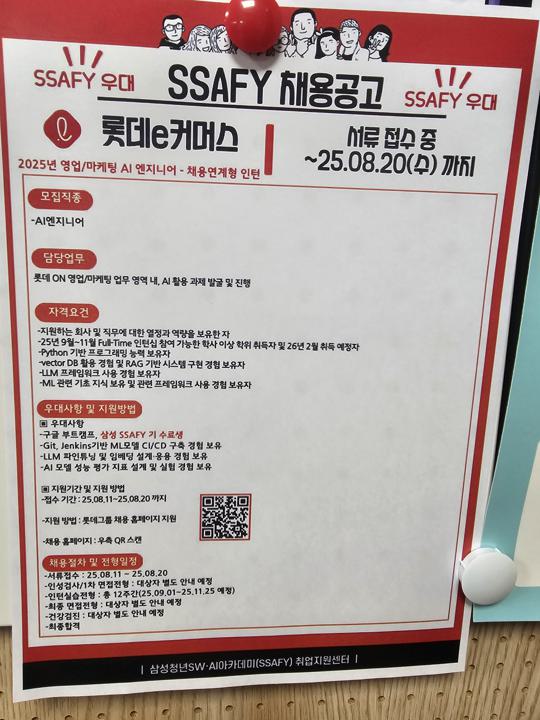 SSAFY 우대
SSAFY 채용공고
SSAFY 우대
롯데e커머스
2025년 영업/마케팅 AI 엔지니어 - 채용연계형 인턴
서류 접수 중
~25.08.20(수) 까지
모집직종
-AI엔지니어
담당업무
롯데 ON 영업/마케팅 업무 영역 내, AI 활용 과제 발굴 및 진행
자격요건
-지원하는 회사 및 직무에 대한 열정과 역량을 보유한 자
-25년 9월~11월 Full-Time 인턴십 참여 가능한 학사 이상 학위 취득자 및 26년 2월 취득 예정자
-Python 기반 프로그래밍 능력 보유자
-vector DB 활용 경험 및 RAG 기반 시스템 구현 경험 보유자
-LLM 프레임워크 사용 경험 보유자
-ML 관련 기초 지식 보유 및 관련 프레임워크 사용 경험 보유자
우대사항 및 지원방법
▣ 우대사항
-구글 부트캠프, 삼성 SSAFY 기 수료생
-Git, Jenkins기반 ML모델 CI/CD 구축 경험 보유
-LLM 파인튜닝 및 임베딩 설계·응용 경험 보유
-AI 모델 성능 평가 지표 설계 및 실험 경험 보유
▣ 지원기간 및 지원 방법
-접수 기간 : 25.08.11~25.08.20 까지
-지원 방법 : 롯데그룹 채용 홈페이지 지원
-채용 홈페이지 : 우측 QR 스캔
채용절차 및 전형일정
-서류접수 : 25.08.11 ~ 25.08.20
-인성검사/1차 면접전형 : 대상자 별도 안내 예정
-인턴실습전형 : 총 12주간(25.09.01~25.11.25 예정)
-최종 면접전형 : 대상자 별도 안내 예정
-건강검진 : 대상자 별도 안내 예정
-최종합격
| 삼성청년SW·AI아카데미(SSAFY) 취업지원센터 |